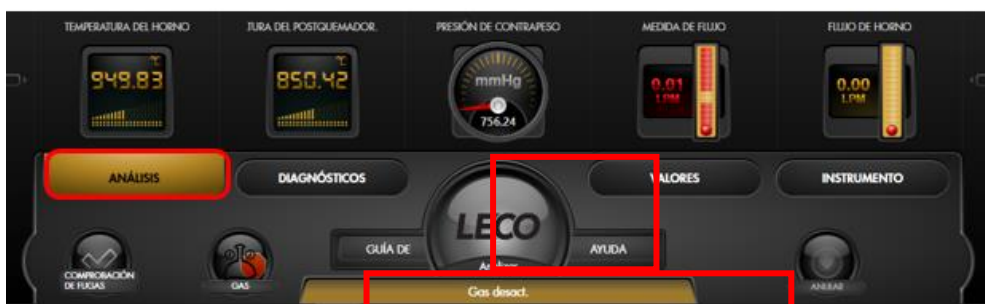 TEMPERATURA DEL HORNO
TURA DEL POSTQUEMADOR.
PRESIÓN DE CONTRAPESO
MEDIDA DE FLUJO
FLUJO DE HORNO
°C
949.83
°C
850.42
mmHg
756.24
0.01
LPM
0.00
LPM
ANÁLISIS
DIAGNÓSTICOS
VALORES
INSTRUMENTO
LECO
GUÍA DE
AYUDA
COMPROBACIÓN
DE FUGAS
GAS
Gas desact.